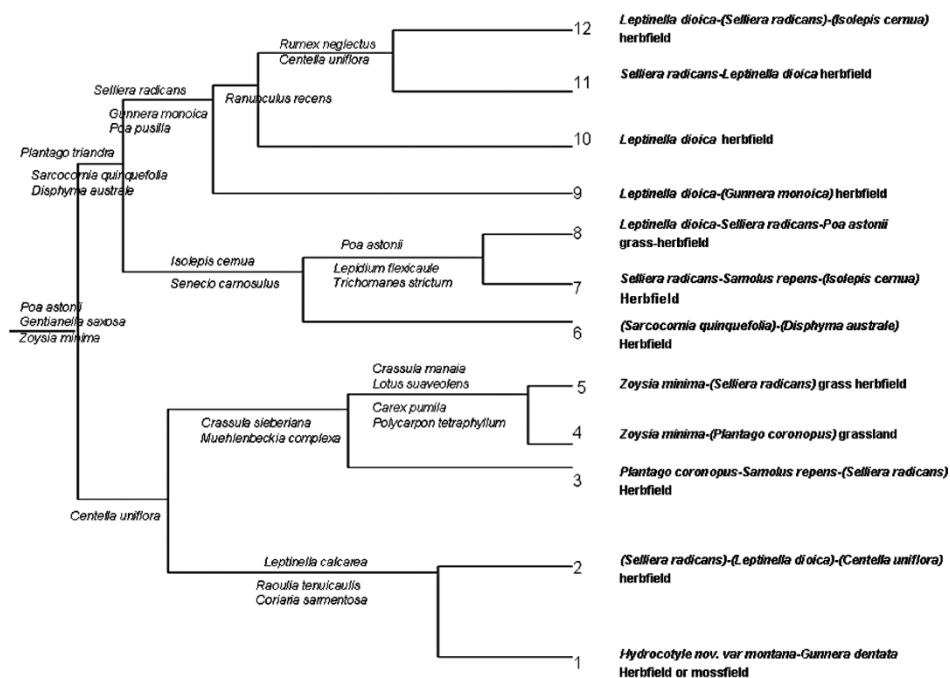 Rumex neglectus
Centella uniflora
12 Leptinella dioica-(Selliera radicans)-(Isolepis cernua)
herbfield
11 Selliera radicans-Leptinella dioica herbfield
Selliera radicans
Ranunculus recens
Gunnera monoica
Poa pusilla
10 Leptinella dioica herbfield
Plantago triandra
Sarcocornia quinquefolia
Disphyma australe
9 Leptinella dioica-(Gunnera monoica) herbfield
8 Leptinella dioica-Selliera radicans-Poa astonii
grass-herbfield
Poa astonii
Isolepis cernua
Lepidium flexicaule
Trichomanes strictum
Senecio carnosulus
7 Selliera radicans-Samolus repens-(Isolepis cernua)
Herbfield
Poa astonii
Gentianella saxosa
Zoysia minima
6 (Sarcocornia quinquefolia)-(Disphyma australe)
Herbfield
Crassula manaia
Lotus suaveolens
5 Zoysia minima-(Selliera radicans) grass herbfield
Carex pumila
Polycarpon tetraphyllum
Crassula sieberiana
Muehlenbeckia complexa
4 Zoysia minima-(Plantago coronopus) grassland
3 Plantago coronopus-Samolus repens-(Selliera radicans)
Herbfield
Centella uniflora
Leptinella calcarea
2 (Selliera radicans)-(Leptinella dioica)-(Centella uniflora)
herbfield
Raoulia tenuicaulis
Coriaria sarmentosa
1 Hydrocotyle nov. var montana-Gunnera dentata
Herbfield or mossfield